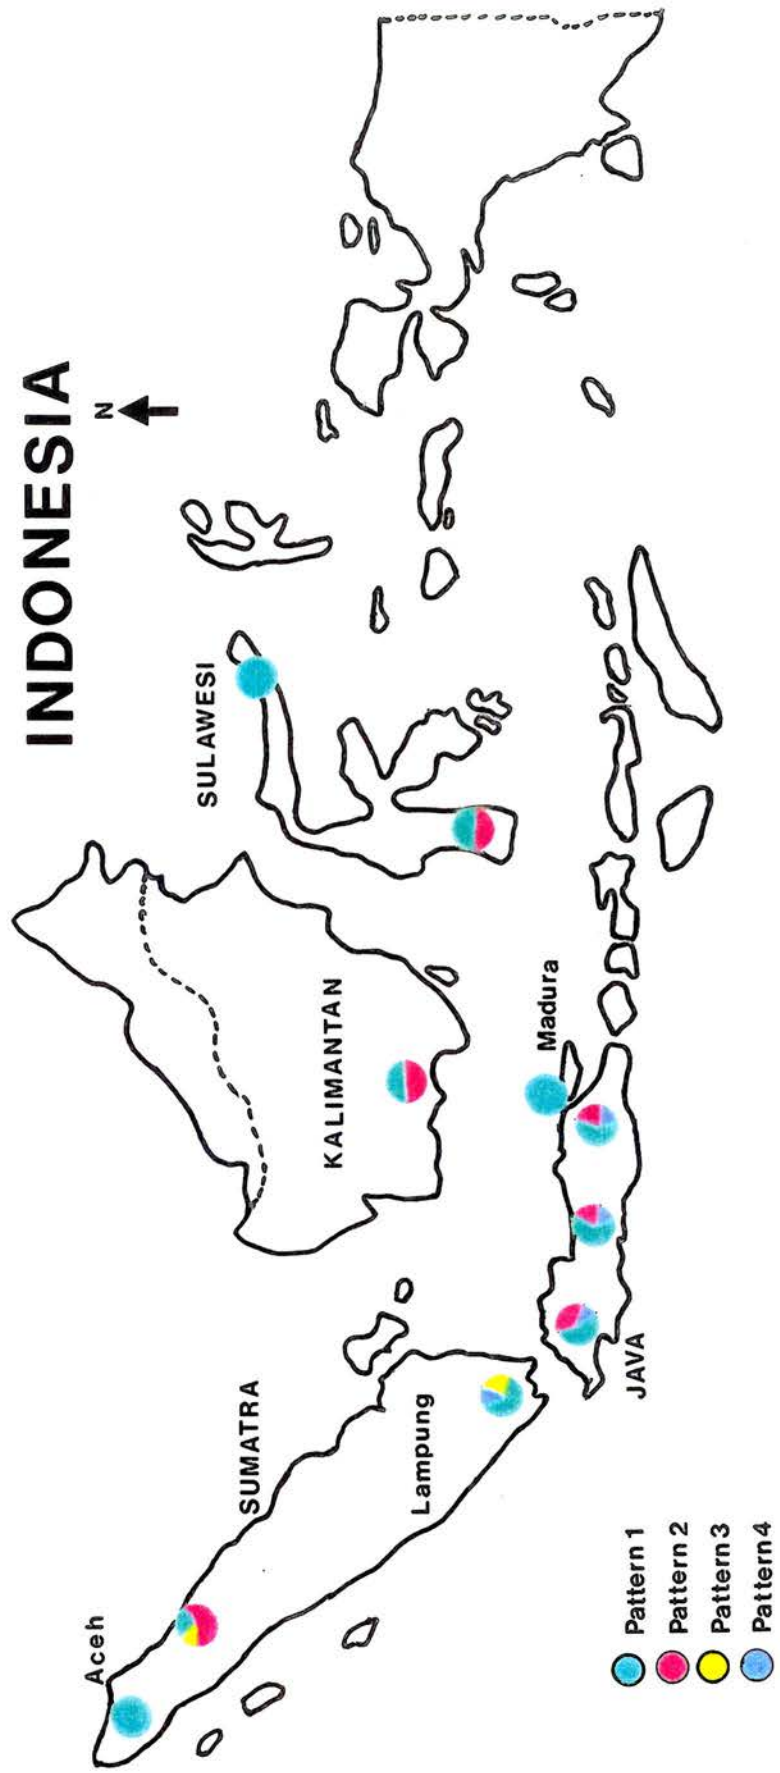 INDONESIA
N
SULAWESI
KALIMANTAN
Madura
SUMATRA
Aceh
Lampung
JAVA
Pattern 1
Pattern 2
Pattern 3
Pattern 4